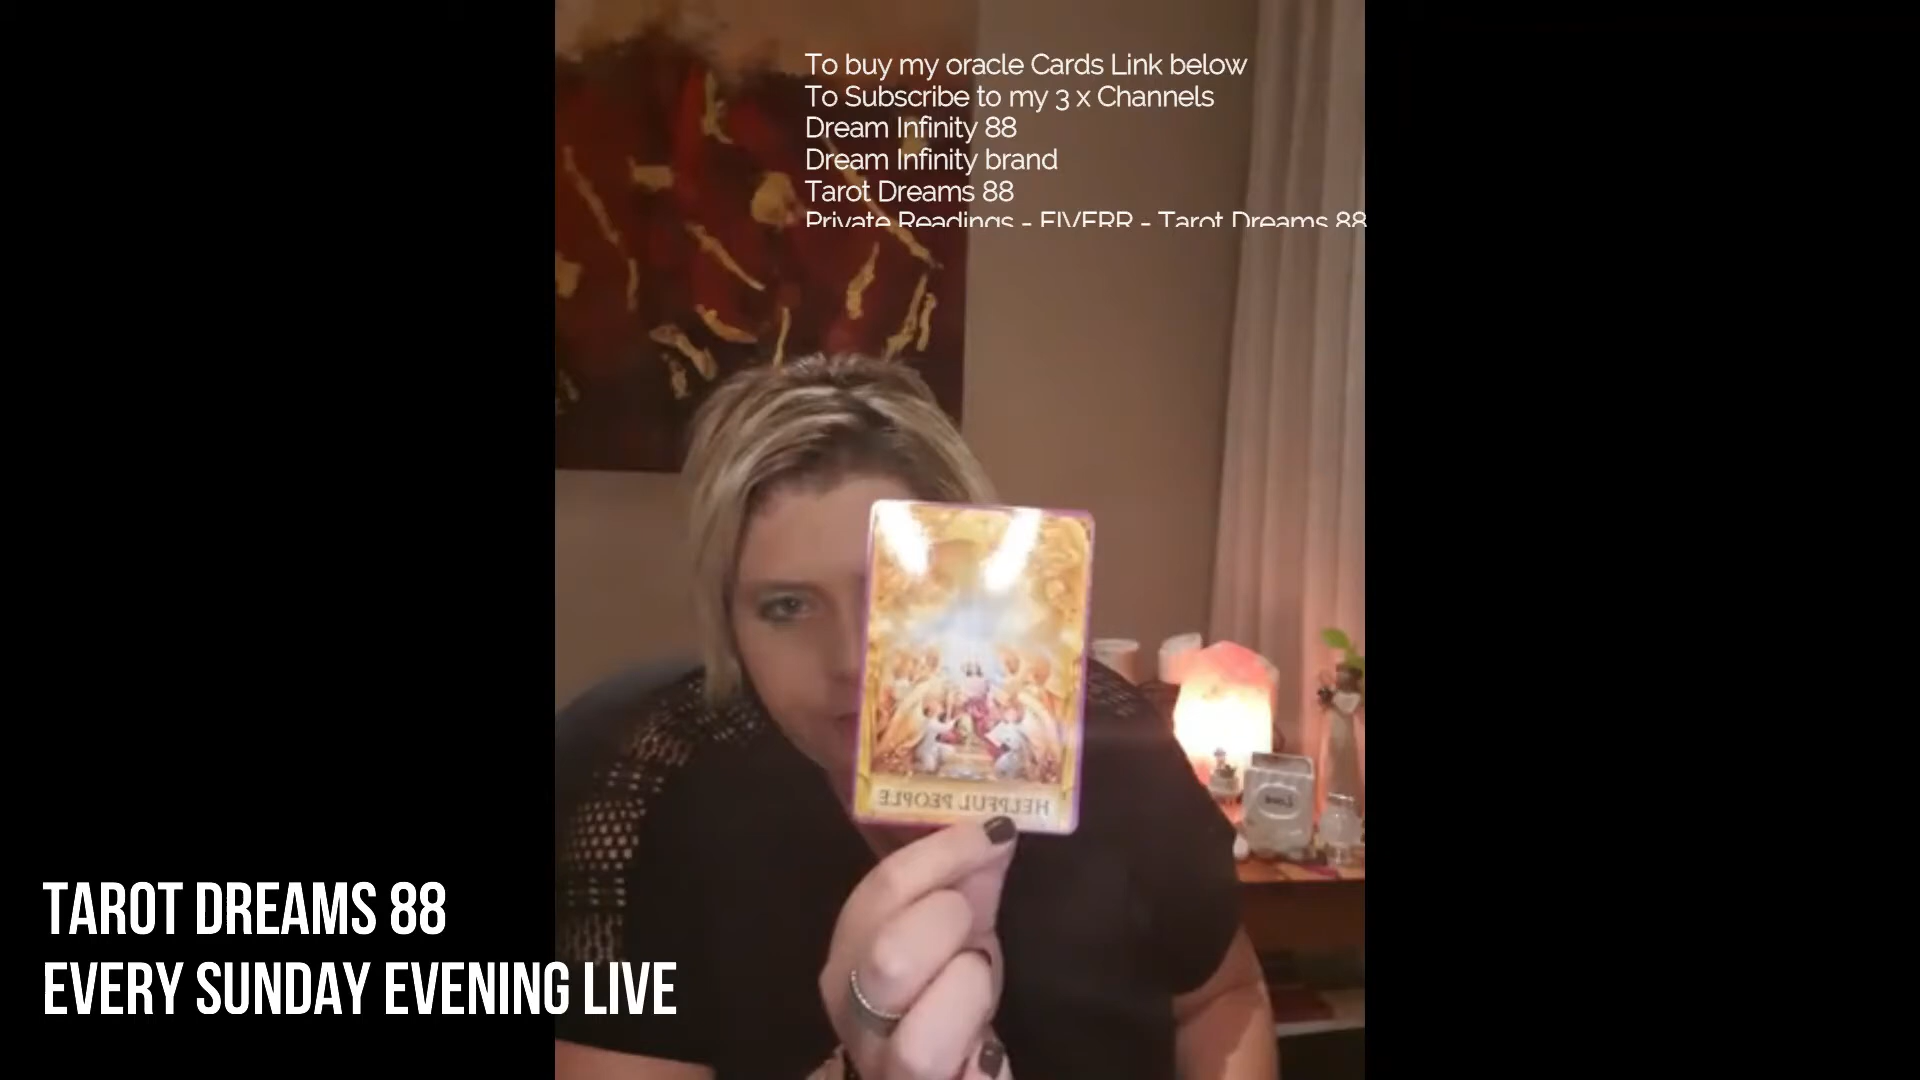 To buy my oracle Cards Link below
To Subscribe to my 3 x Channels
Dream Infinity 88
Dream Infinity brand
Tarot Dreams 88
Private Readings - FIVERR - Tarot Dreams 88
HELPFUL PEOPLE
TAROT DREAMS 88
EVERY SUNDAY EVENING LIVE